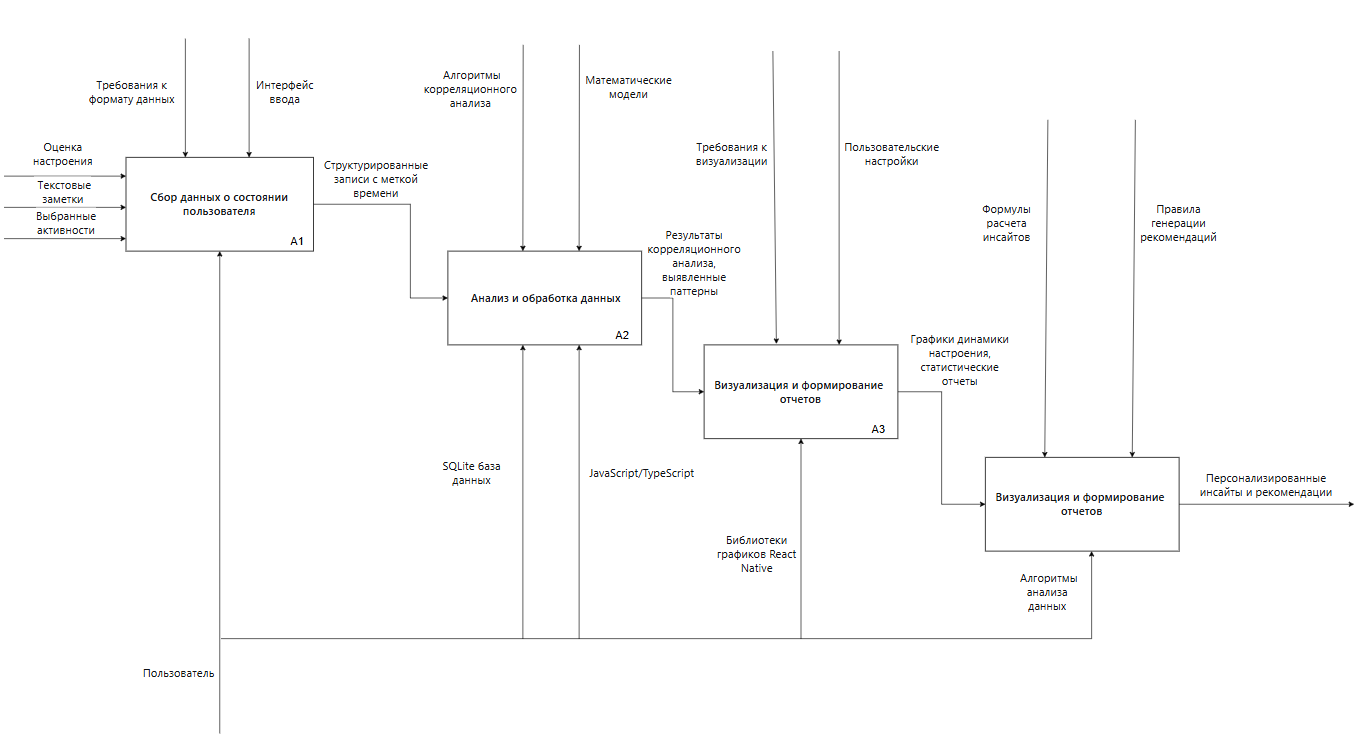 Требования к
формату данных
Интерфейс
ввода
Оценка
настроения
Текстовые
заметки
Выбранные
активности
Сбор данных о состоянии
пользователя
A1
Структурированные
записи с меткой
времени
Алгоритмы
корреляционного
анализа
Математические
модели
Анализ и обработка данных
A2
Результаты
корреляционного
анализа,
выявленные
паттерны
Требования к
визуализации
Пользовательские
настройки
Визуализация и формирование
отчетов
A3
Графики динамики
настроения,
статистические
отчеты
Формулы
расчета
инсайтов
Правила
генерации
рекомендаций
Визуализация и формирование
отчетов
Персонализированные
инсайты и рекомендации
SQLite база
данных
JavaScript/TypeScript
Библиотеки
графиков React
Native
Алгоритмы
анализа
данных
Пользователь